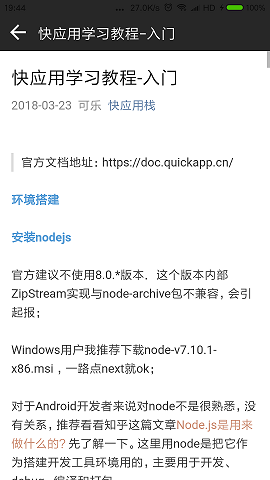 19:44 ... 27.0K/s HD 100%
快应用学习教程-入门
快应用学习教程-入门
2018-03-23 可乐 快应用栈
官方文档地址：https://doc.quickapp.cn/
环境搭建
安装nodejs
官方建议不使用8.0.*版本．这个版本内部
ZipStream实现与node-archive包不兼容，会引
起报；
Windows用户我推荐下载node-v7.10.1-
x86.msi ，一路点next就ok；
对于Android开发者来说对node不是很熟悉，没
有关系，推荐看看知乎这篇文章Node.js是用来
做什么的？先了解一下。这里用node是把它作
为搭建开发工具环境用的，主要用于开发、
debug、编译和打包